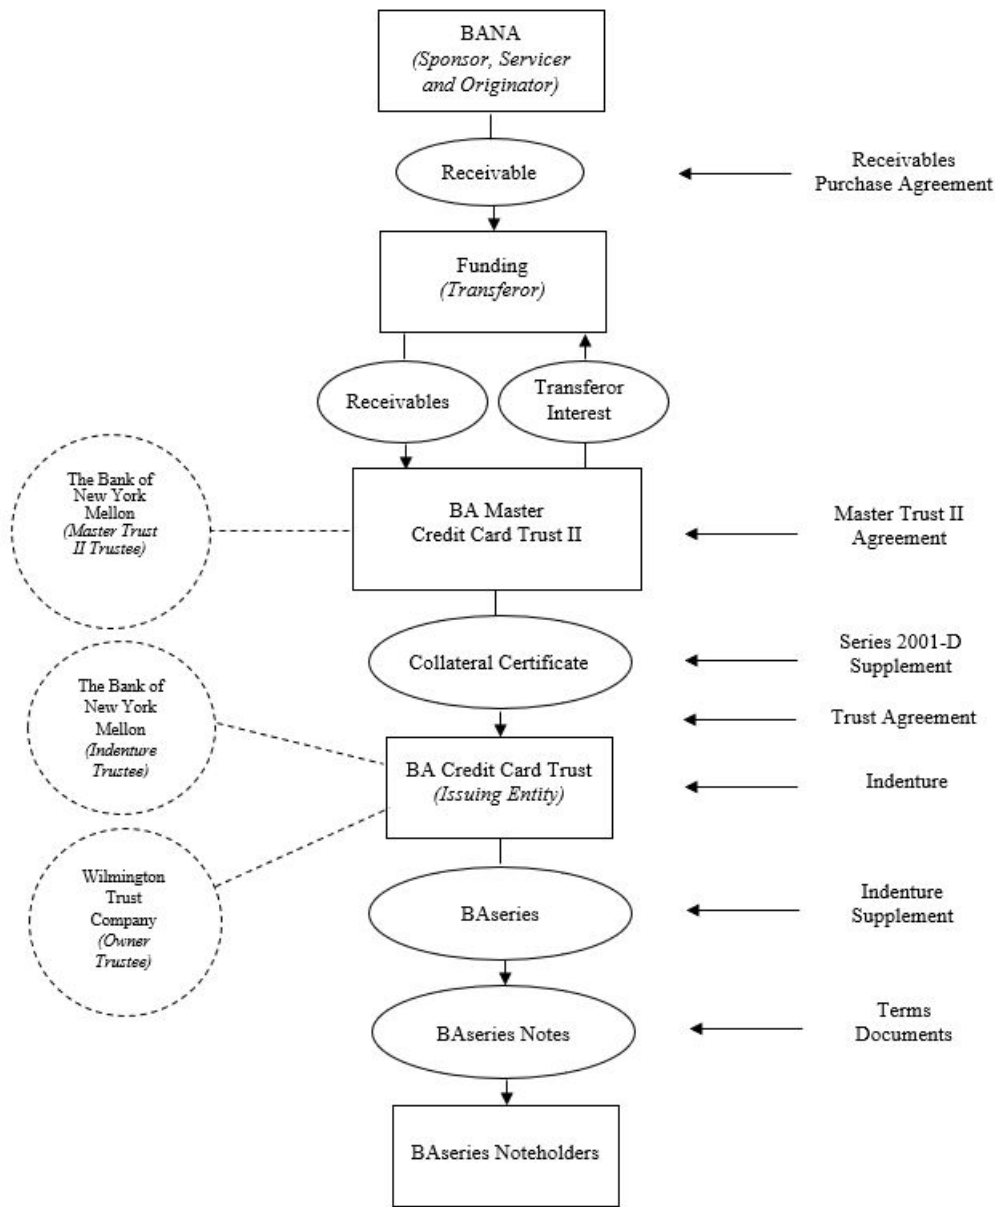 BANA
(Sponsor, Servicer
and Originator)
Receivable
Receivables
Purchase Agreement
Funding
(Transferor)
Receivables
Transferor
Interest
The Bank of
New York
Mellon
(Master Trust
II Trustee)
BA Master
Credit Card Trust II
Master Trust II
Agreement
Collateral Certificate
Series 2001-D
Supplement
The Bank of
New York
Mellon
(Indenture
Trustee)
Trust Agreement
BA Credit Card Trust
(Issuing Entity)
Indenture
Wilmington
Trust
Company
(Owner
Trustee)
BAseries
Indenture
Supplement
BAseries Notes
Terms
Documents
BAseries Noteholders